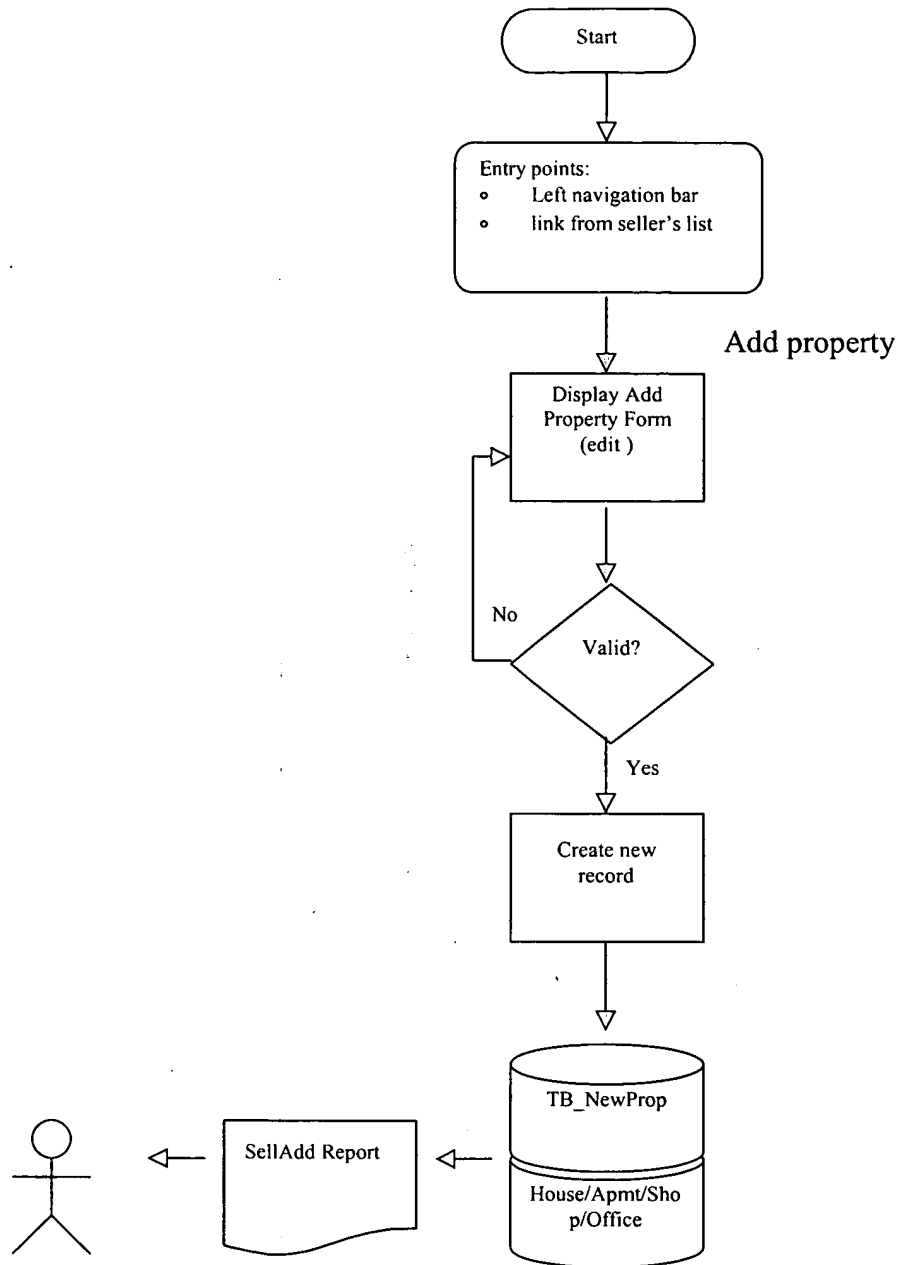 Start
Entry points:
o Left navigation bar
o link from seller's list
Add property
Display Add
Property Form
(edit )
No
Valid?
Yes
Create new
record
TB_NewProp
SellAdd Report
House/Apmt/Sho
p/Office